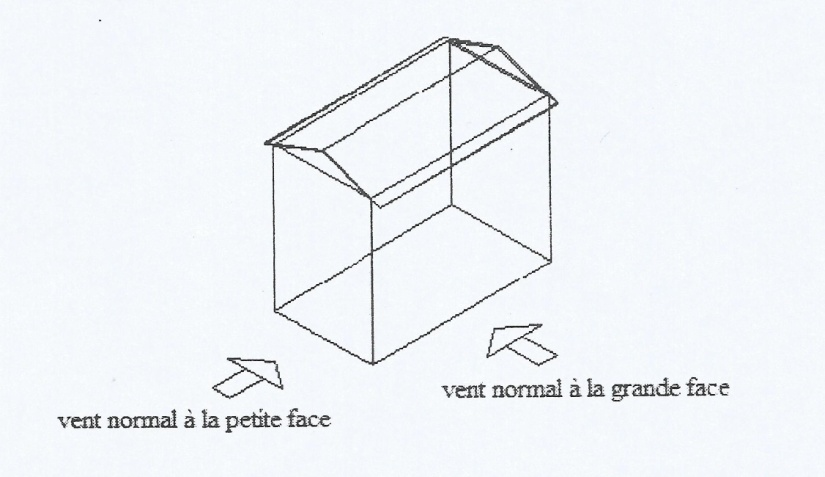 vent normal à la grande face
vent normal à la petite face